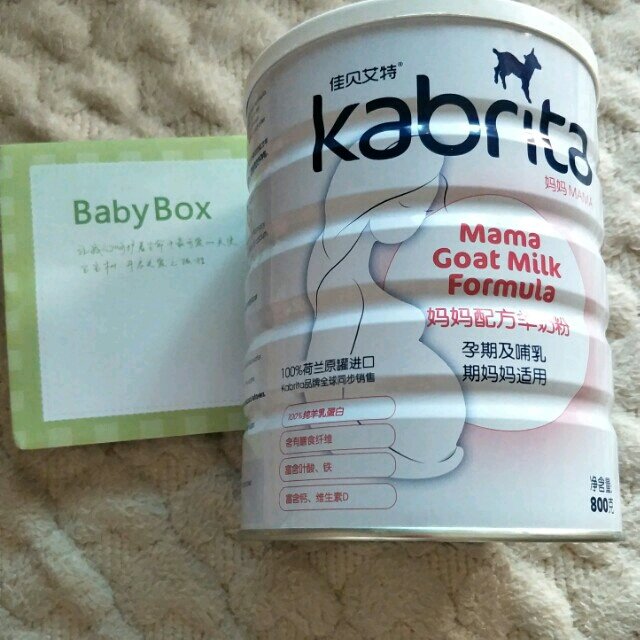 BabyBox
佳贝艾特®
kabrita
妈妈 MAMA
Mama
Goat Milk
Formula
妈妈配方羊奶粉
孕期及哺乳
期妈妈适用
100%荷兰原罐进口
Kabrita品牌全球同步销售
100%纯羊乳蛋白
含有膳食纤维
富含叶酸、铁
富含钙、维生素D
净含量
800克